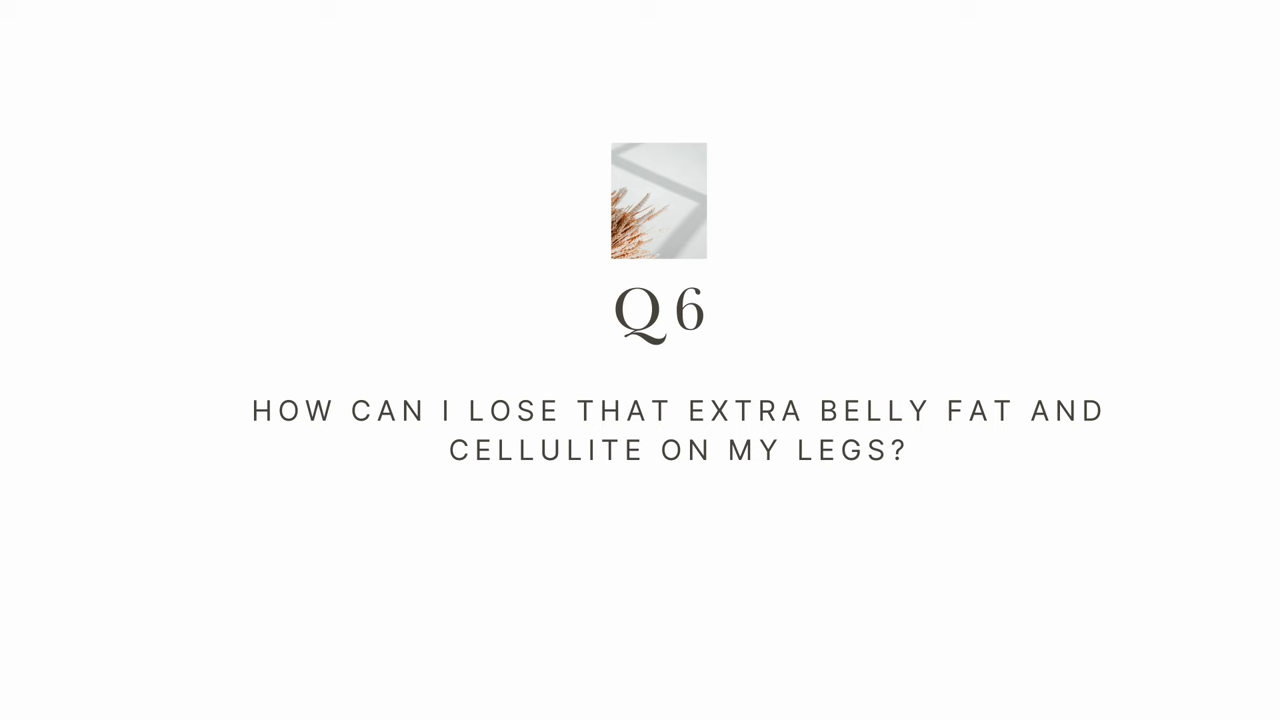 Q6
HOW CAN I LOSE THAT EXTRA BELLY FAT AND
CELLULITE ON MY LEGS?